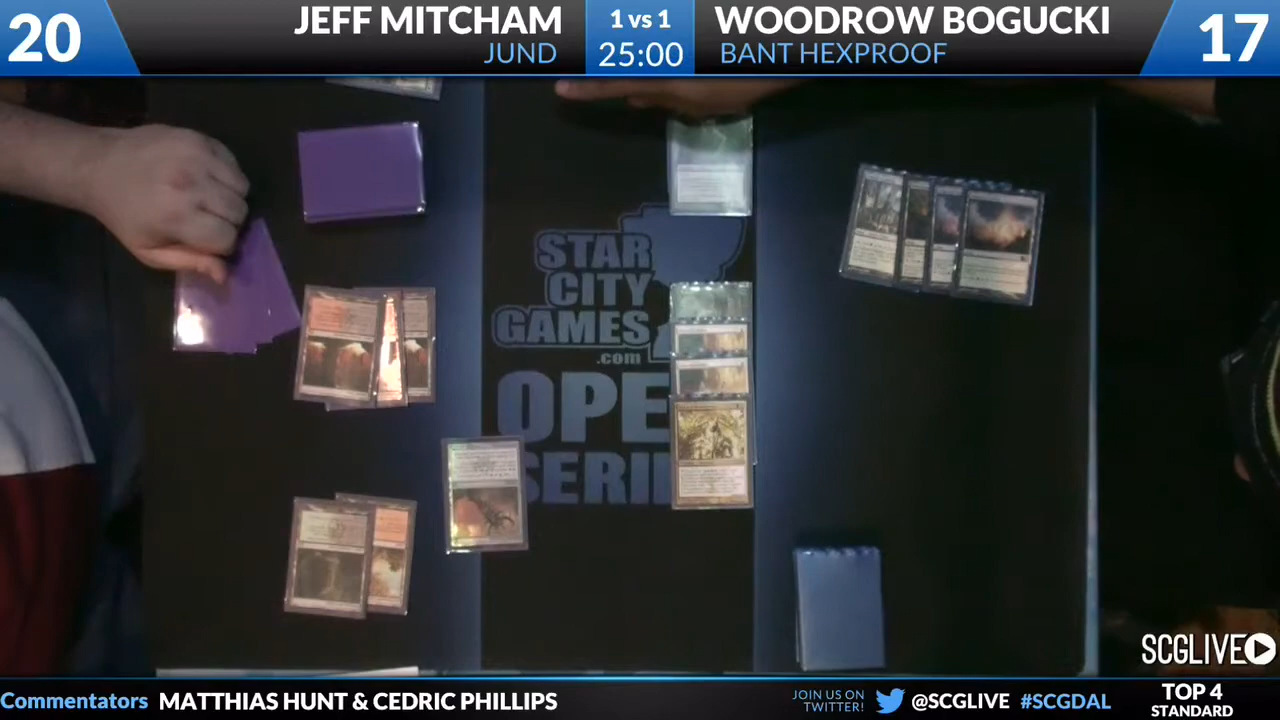 20
JEFF MITCHAM
JUND
1 vs 1
25:00
WOODROW BOGUCKI
BANT HEXPROOF
17
STAR
CITY
GAMES
.com
OPE
SERI
SCGLIVE
Commentators MATTHIAS HUNT & CEDRIC PHILLIPS
JOIN US ON
TWITTER!
@SCGLIVE #SCGDAL
TOP 4
STANDARD